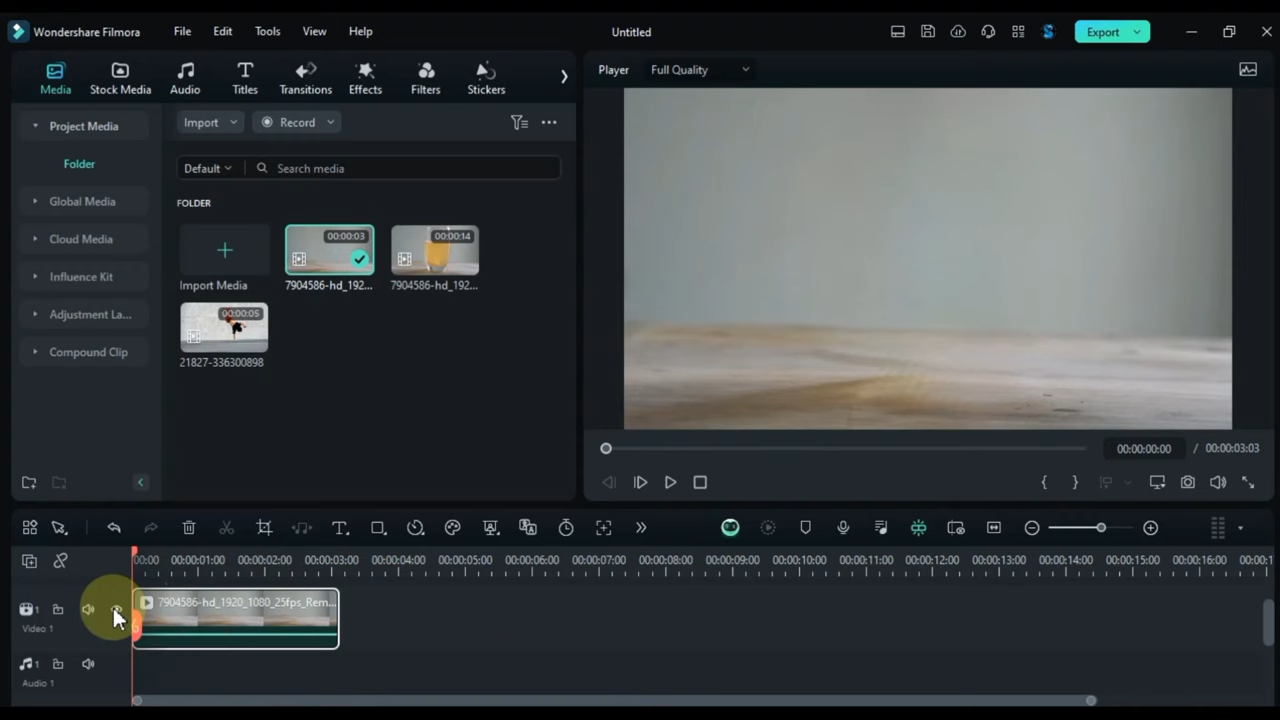 Wondershare Filmora File Edit Tools View Help Untitled Export
Media Stock Media Audio Titles Transitions Effects Filters Stickers
Player Full Quality
Project Media
Folder
Global Media
Cloud Media
Influence Kit
Adjustment La...
Compound Clip
Import Record
Default Search media
FOLDER
00:00:03 00:00:14
Import Media 7904586-hd_192... 7904586-hd_192...
00:00:05
21827-336300898
00:00:00:00 / 00:00:03:03
00:00 00:00:01:00 00:00:02:00 00:00:03:00 00:00:04:00 00:00:05:00 00:00:06:00 00:00:07:00 00:00:08:00 00:00:09:00 00:00:10:00 00:00:11:00 00:00:12:00 00:00:13:00 00:00:14:00 00:00:15:00 00:00:16:00 00:00:1
1
Video 1
7904586-hd_1920_1080_25fps_Rem...
1
Audio 1